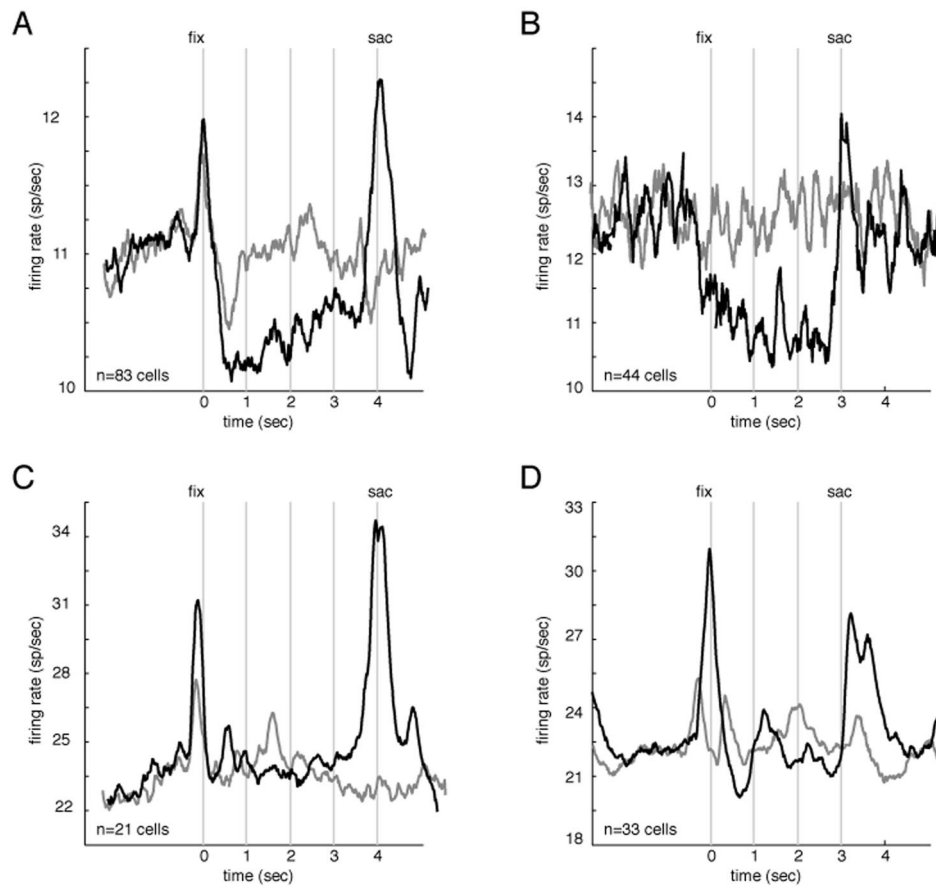 A
fix
sac
12
11
10
firing rate (sp/sec)
n=83 cells
0 1 2 3 4
time (sec)
B
fix
sac
14
13
12
11
10
firing rate (sp/sec)
n=44 cells
0 1 2 3 4
time (sec)
C
fix
sac
34
31
28
25
22
firing rate (sp/sec)
n=21 cells
0 1 2 3 4
time (sec)
D
fix
sac
33
30
27
24
21
18
firing rate (sp/sec)
n=33 cells
0 1 2 3 4
time (sec)